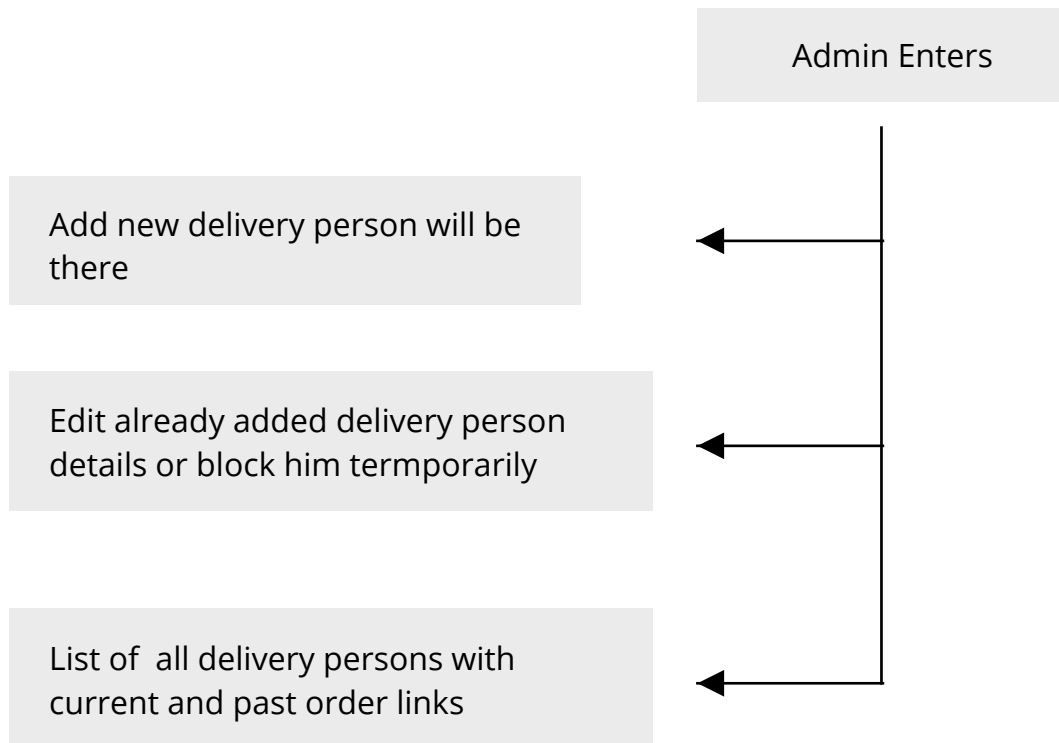 Admin Enters
Add new delivery person will be
there
Edit already added delivery person
details or block him termporarily
List of  all delivery persons with
current and past order links